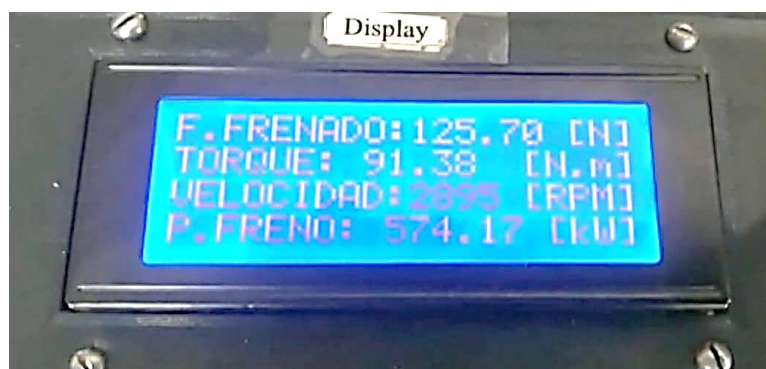 Display
F.FRENADO:125.70 [N]
TORQUE: 91.38 [N.m]
VELOCIDAD:2895 [RPM]
P.FRENO: 574.17 [kW]